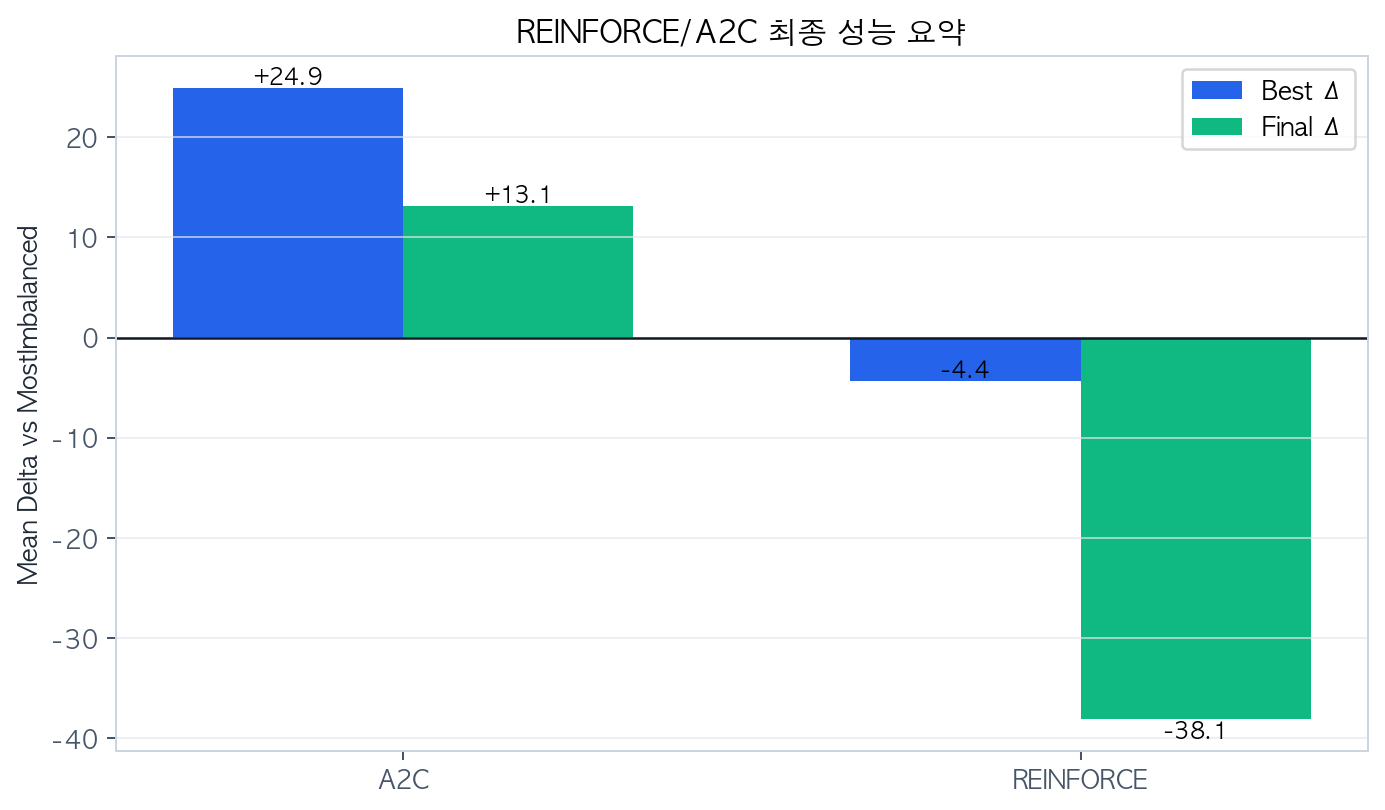 REINFORCE/A2C 최종 성능 요약
Best Δ
Final Δ
Mean Delta vs MostImbalanced
20
10
0
-10
-20
-30
-40
+24.9
+13.1
-4.4
-38.1
A2C
REINFORCE